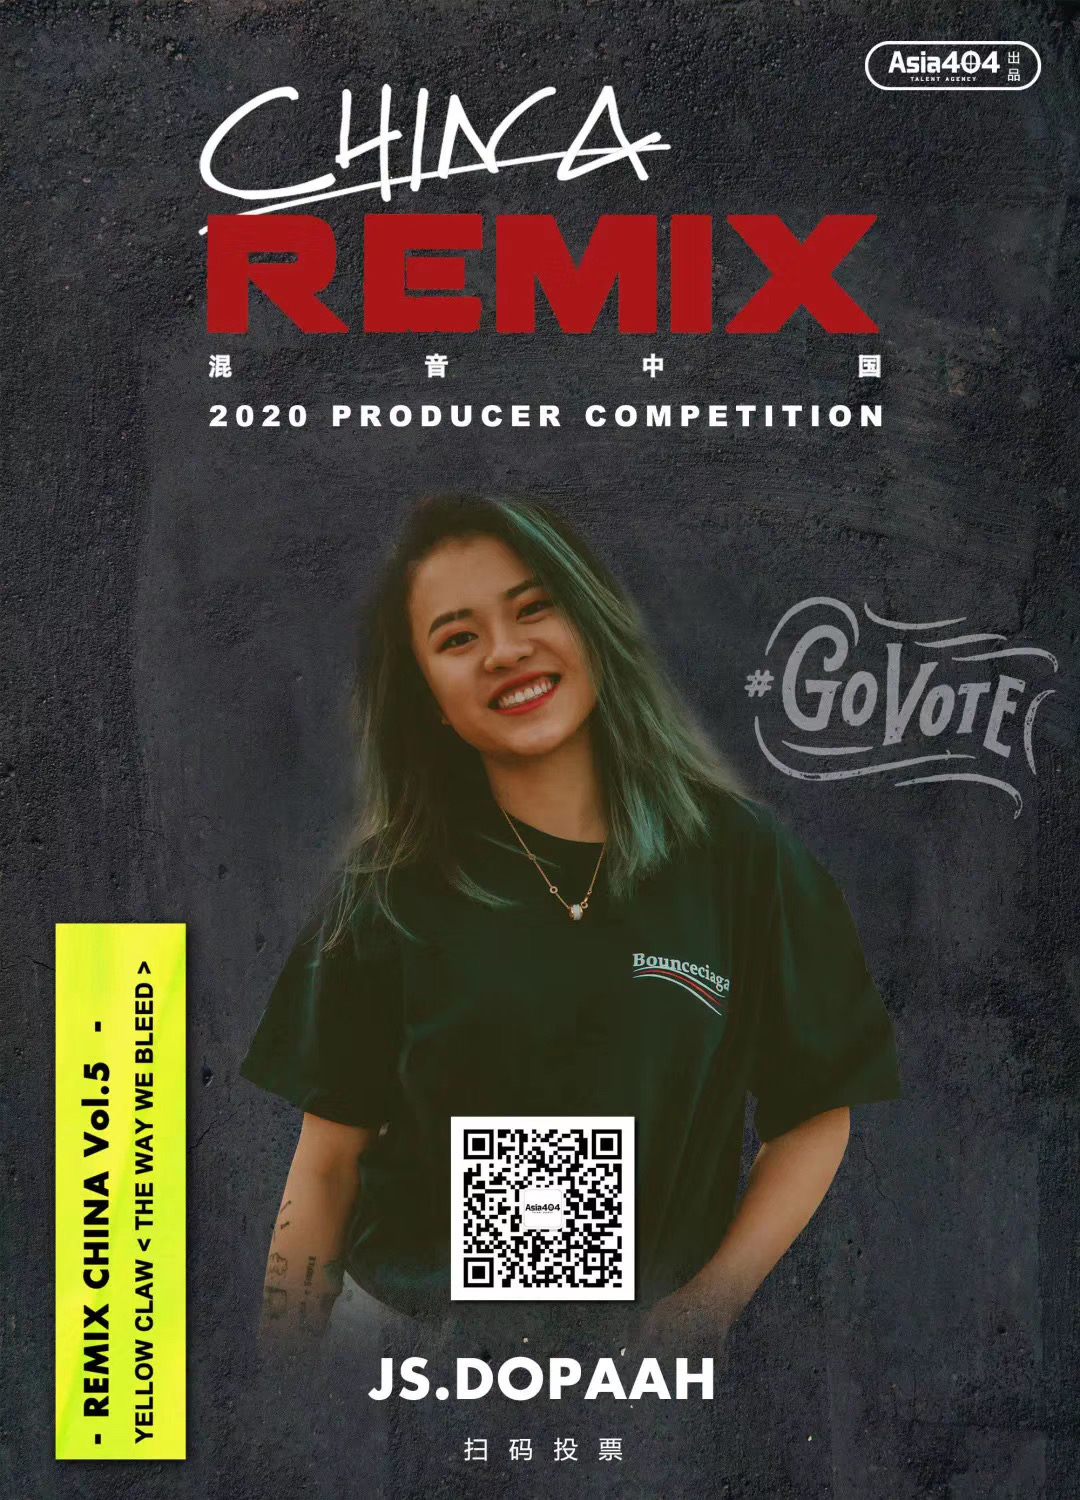 Asia404 出品
TALENT AGENCY
CHINA
REMIX
混音中国
2020 PRODUCER COMPETITION
#GOVOTE
Bounceciaga
- REMIX CHINA Vol.5 -
YELLOW CLAW < THE WAY WE BLEED >
Asia404
JS.DOPAAH
扫码投票